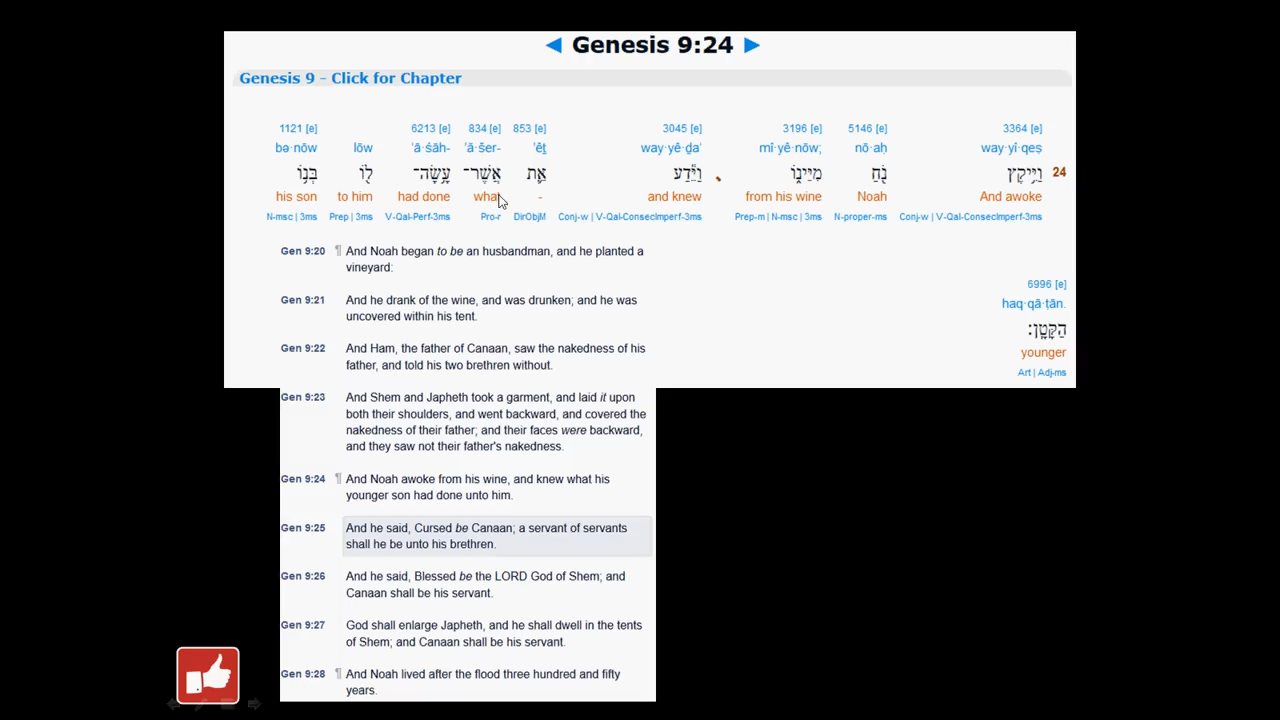 ◄ Genesis 9:24 ►
Genesis 9 - Click for Chapter
1121 [e] 6213 [e] 834 [e] 853 [e] 3045 [e] 3196 [e] 5146 [e] 3364 [e]
bə·nōw lōw ‘ā·śāh- ’ă·šer- ’êṯ way·yê·ḏa‘ mî·yê·nōw; nō·aḥ way·yî·qeṣ
24 וַיִּ֥יקֶץ נֹ֖חַ מִיֵּינ֑וֹ וַיֵּ֕דַע אֵ֛ת אֲשֶׁר־ עָ֥שָׂה־ ל֖וֹ בְּנ֥וֹ
his son to him had done what - and knew from his wine Noah And awoke
N-msc | 3ms Prep | 3ms V-Qal-Perf-3ms Pro-r DirObjM Conj-w | V-Qal-ConsecImperf-3ms Prep-m | N-msc | 3ms N-proper-ms Conj-w | V-Qal-ConsecImperf-3ms
6996 [e]
haq·qā·ṭān.
הַקָּטָֽן׃
younger
Art | Adj-ms
Gen 9:20 ¶ And Noah began to be an husbandman, and he planted a
vineyard:
Gen 9:21 And he drank of the wine, and was drunken; and he was
uncovered within his tent.
Gen 9:22 And Ham, the father of Canaan, saw the nakedness of his
father, and told his two brethren without.
Gen 9:23 And Shem and Japheth took a garment, and laid it upon
both their shoulders, and went backward, and covered the
nakedness of their father; and their faces were backward,
and they saw not their father's nakedness.
Gen 9:24 ¶ And Noah awoke from his wine, and knew what his
younger son had done unto him.
Gen 9:25 And he said, Cursed be Canaan; a servant of servants
shall he be unto his brethren.
Gen 9:26 And he said, Blessed be the LORD God of Shem; and
Canaan shall be his servant.
Gen 9:27 God shall enlarge Japheth, and he shall dwell in the tents
of Shem; and Canaan shall be his servant.
Gen 9:28 ¶ And Noah lived after the flood three hundred and fifty
years.